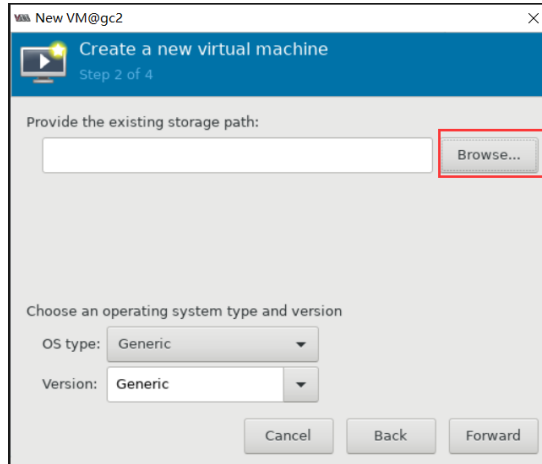 New VM@gc2
Create a new virtual machine
Step 2 of 4
Provide the existing storage path:
Browse...
Choose an operating system type and version
OS type: Generic
Version: Generic
Cancel Back Forward